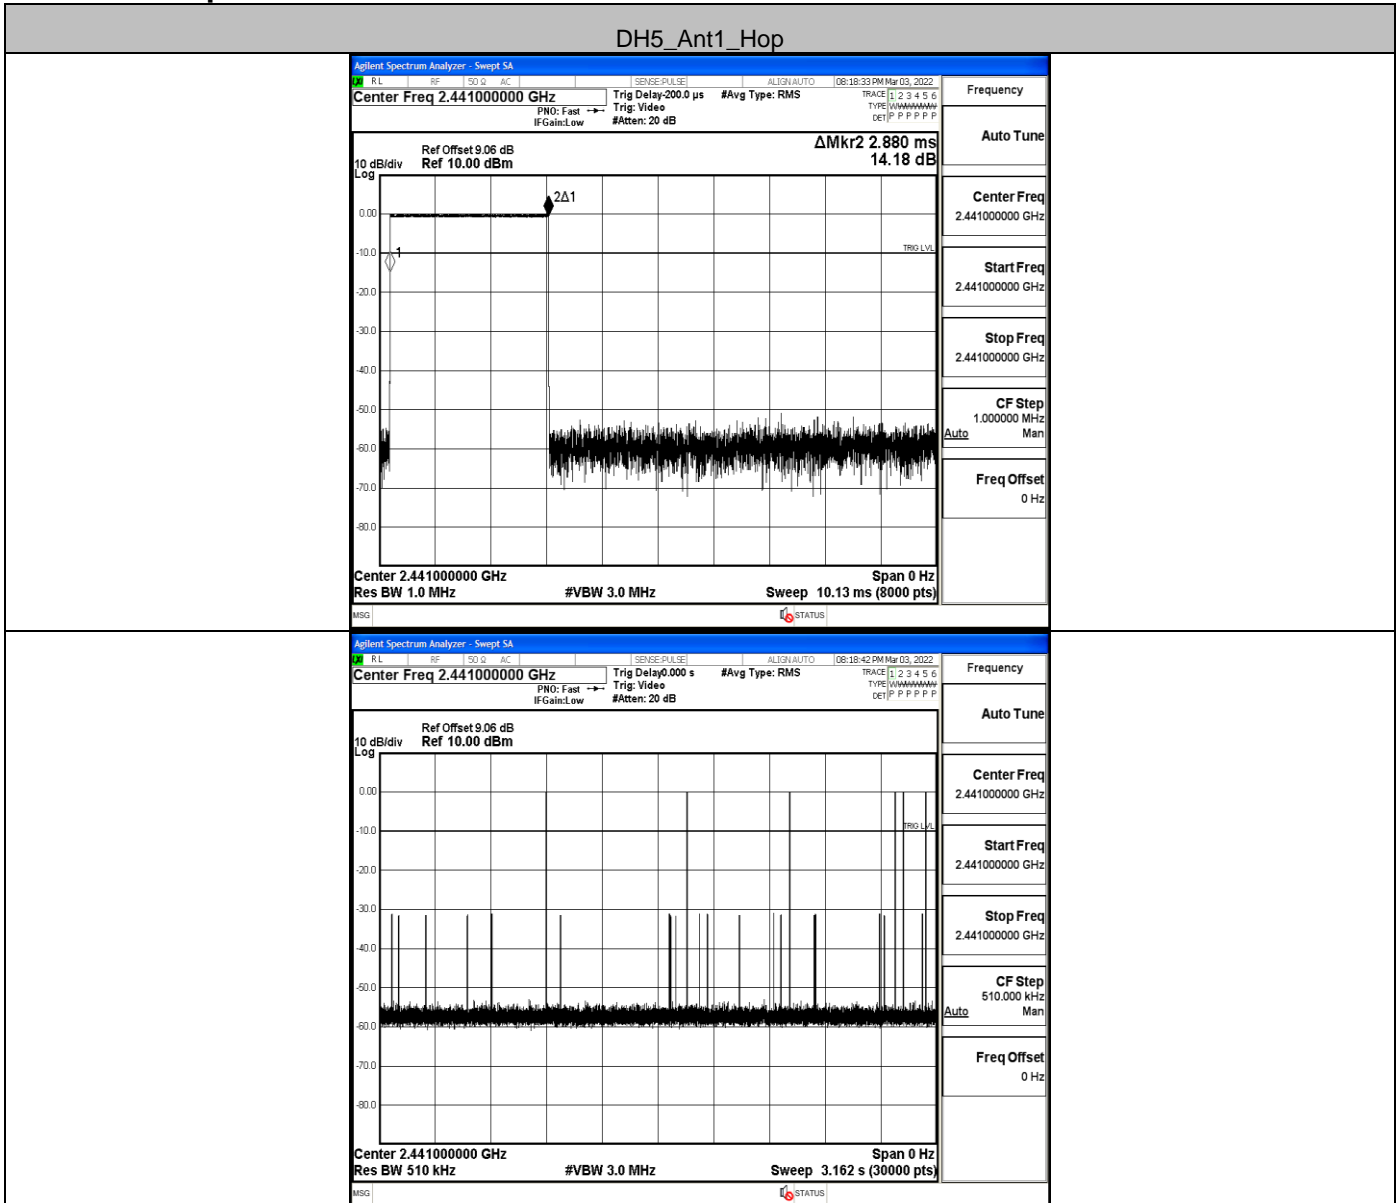 DH5_Ant1_Hop
Agilent Spectrum Analyzer - Swept SA
RL RF 50 Ω AC SENSE:PULSE ALIGNAUTO 08:18:33 PM Mar 03, 2022
Center Freq 2.441000000 GHz Trig Delay-200.0 µs #Avg Type: RMS TRACE 1 2 3 4 5 6 Frequency
PNO: Fast Trig: Video TYPE
IFGain:Low #Atten: 20 dB DET P P P P P P
Auto Tune
ΔMkr2 2.880 ms
Ref Offset 9.06 dB
10 dB/div Ref 10.00 dBm 14.18 dB
Log
2Δ1
Center Freq
2.441000000 GHz
0.00
TRIG LVL
-10.0
1
Start Freq
2.441000000 GHz
-20.0
-30.0
Stop Freq
2.441000000 GHz
-40.0
CF Step
1.000000 MHz
Auto Man
-50.0
-60.0
Freq Offset
0 Hz
-70.0
-80.0
Center 2.441000000 GHz Span 0 Hz
Res BW 1.0 MHz #VBW 3.0 MHz Sweep 10.13 ms (8000 pts)
MSG STATUS
Agilent Spectrum Analyzer - Swept SA
RL RF 50 Ω AC SENSE:PULSE ALIGNAUTO 08:18:42 PM Mar 03, 2022
Center Freq 2.441000000 GHz Trig Delay0.000 s #Avg Type: RMS TRACE 1 2 3 4 5 6 Frequency
PNO: Fast Trig: Video TYPE
IFGain:Low #Atten: 20 dB DET P P P P P P
Auto Tune
Ref Offset 9.06 dB
10 dB/div Ref 10.00 dBm
Log
Center Freq
2.441000000 GHz
0.00
TRIG LVL
-10.0
Start Freq
2.441000000 GHz
-20.0
-30.0
Stop Freq
2.441000000 GHz
-40.0
CF Step
510.000 kHz
Auto Man
-50.0
-60.0
Freq Offset
0 Hz
-70.0
-80.0
Center 2.441000000 GHz Span 0 Hz
Res BW 510 kHz #VBW 3.0 MHz Sweep 3.162 s (30000 pts)
MSG STATUS